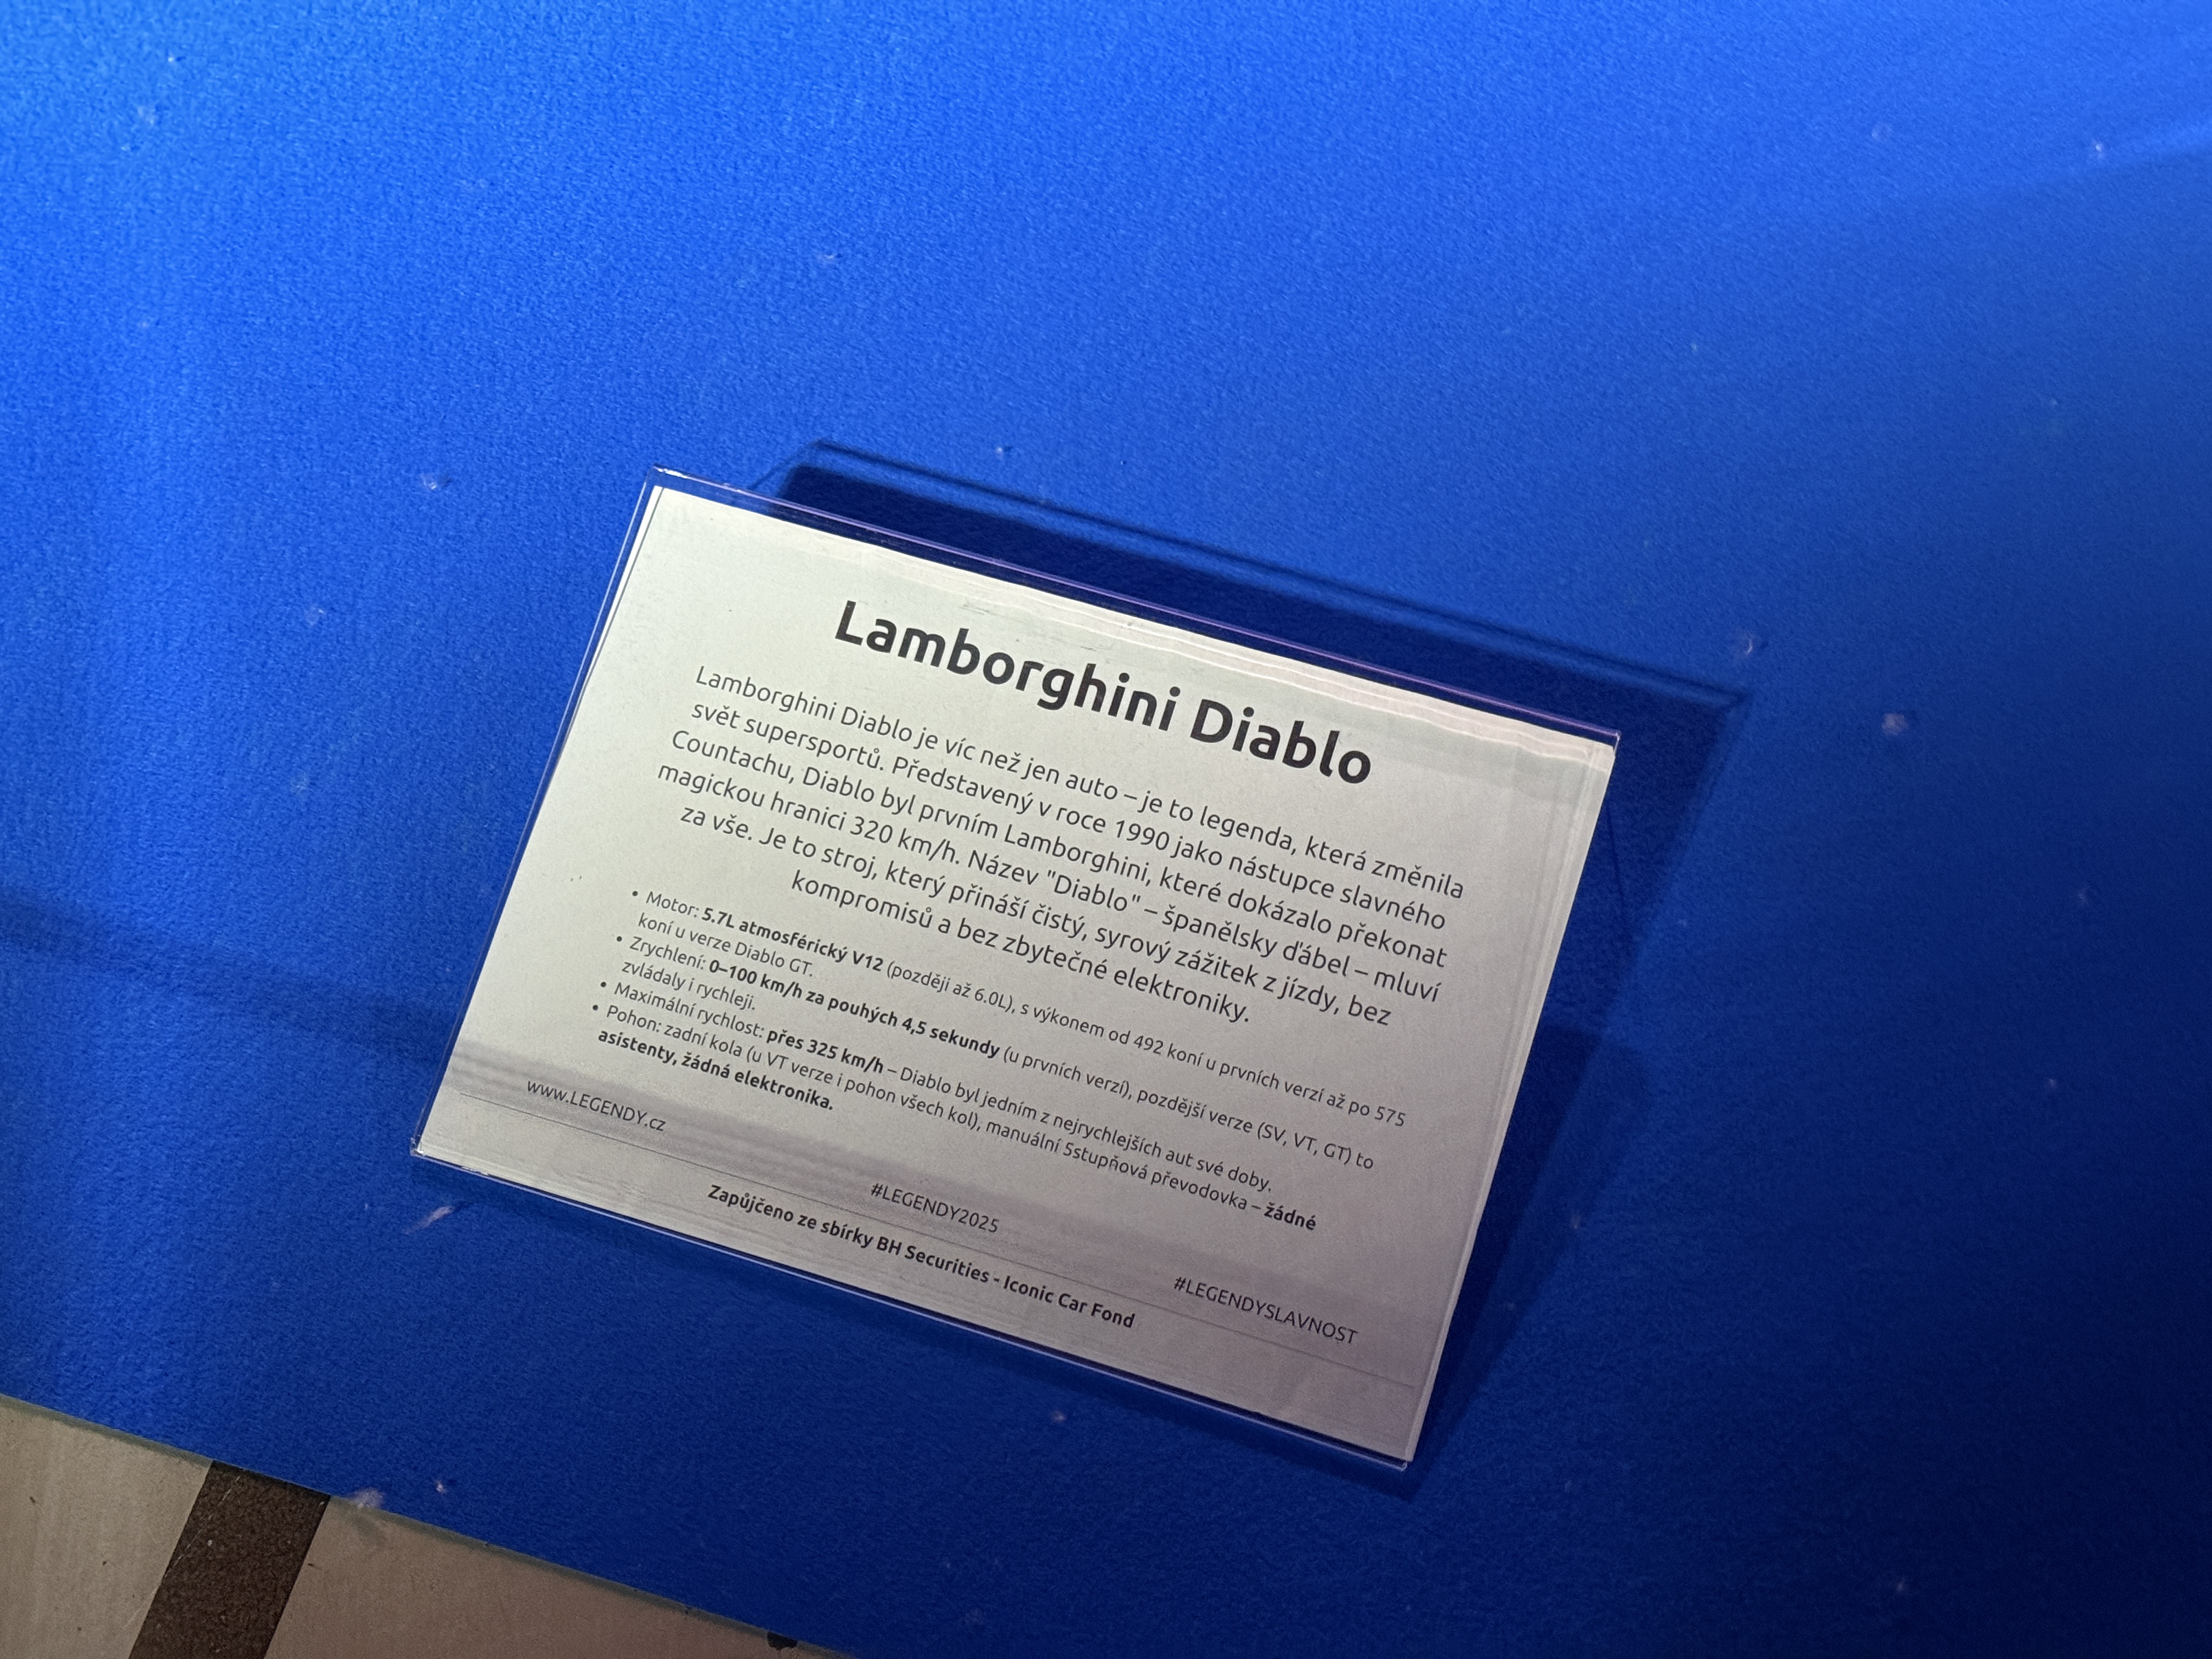 Lamborghini Diablo
Lamborghini Diablo je víc než jen auto – je to legenda, která změnila
svět supersportů. Představený v roce 1990 jako nástupce slavného
Countachu, Diablo byl prvním Lamborghini, které dokázalo překonat
magickou hranici 320 km/h. Název "Diablo" – španělsky ďábel – mluví
za vše. Je to stroj, který přináší čistý, syrový zážitek z jízdy, bez
kompromisů a bez zbytečné elektroniky.
• Motor: 5.7L atmosférický V12 (později až 6.0L), s výkonem od 492 koní u prvních verzí až po 575
koní u verze Diablo GT.
• Zrychlení: 0–100 km/h za pouhých 4,5 sekundy (u prvních verzí), pozdější verze (SV, VT, GT) to
zvládaly i rychleji.
• Maximální rychlost: přes 325 km/h – Diablo byl jedním z nejrychlejších aut své doby.
• Pohon: zadní kola (u VT verze i pohon všech kol), manuální 5stupňová převodovka – žádné
asistenty, žádná elektronika.
www.LEGENDY.cz
#LEGENDY2025
#LEGENDYSLAVNOST
Zapůjčeno ze sbírky BH Securities - Iconic Car Fond